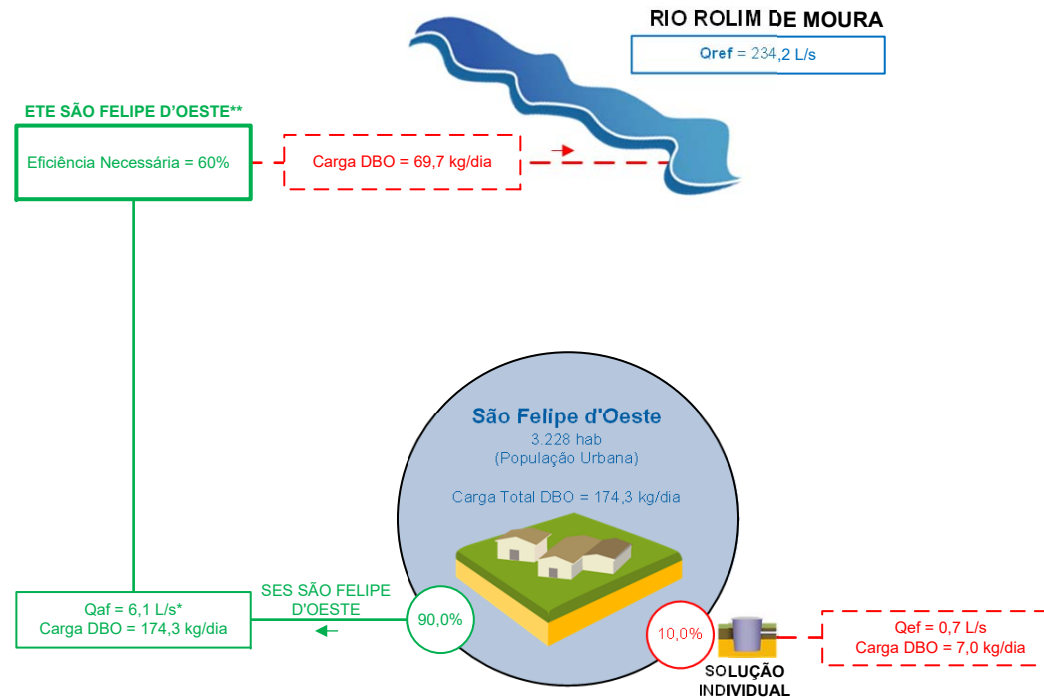 RIO ROLIM DE MOURA
Qref = 234,2 L/s
ETE SÃO FELIPE D'OESTE**
Eficiência Necessária = 60%
Carga DBO = 69,7 kg/dia
São Felipe d'Oeste
3.228 hab
(População Urbana)
Carga Total DBO = 174,3 kg/dia
Qaf = 6,1 L/s*
Carga DBO = 174,3 kg/dia
SES SÃO FELIPE
D'OESTE
90,0%
10,0%
SOLUÇÃO
INDIVIDUAL
Qef = 0,7 L/s
Carga DBO = 7,0 kg/dia